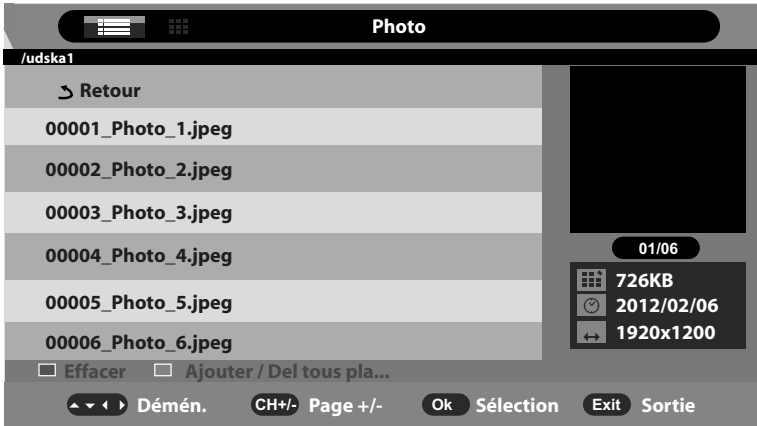 Photo
/udska1
Retour
00001_Photo_1.jpeg
00002_Photo_2.jpeg
00003_Photo_3.jpeg
00004_Photo_4.jpeg
00005_Photo_5.jpeg
00006_Photo_6.jpeg
01/06
726KB
2012/02/06
1920x1200
Effacer Ajouter / Del tous pla...
Démén. CH+/- Page +/- Ok Sélection Exit Sortie